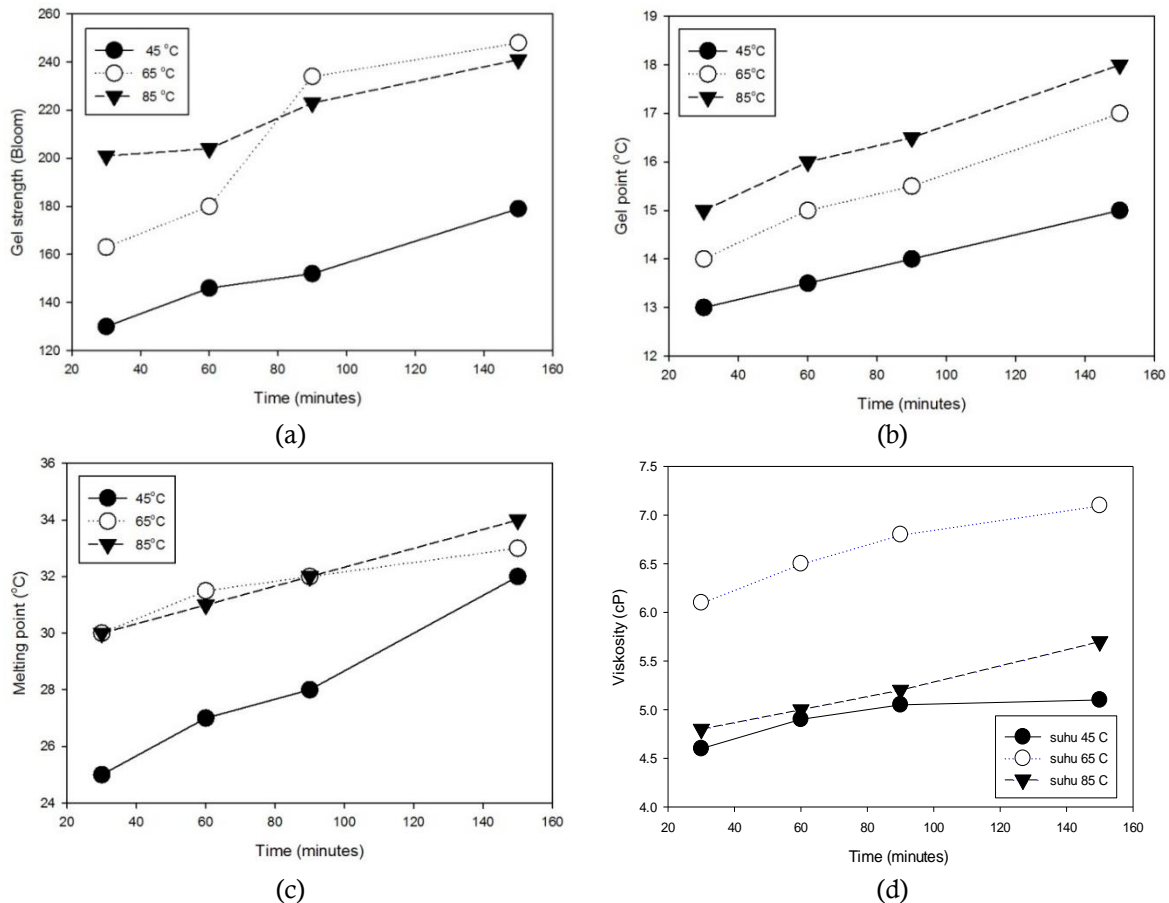 260
240
220
200
180
160
140
120
Gel strength (Bloom)
45 °C
65 °C
85 °C
20 40 60 80 100 120 140 160
Time (minutes)
(a)
19
18
17
16
15
14
13
12
Gel point (°C)
45°C
65°C
85°C
20 40 60 80 100 120 140 160
Time (minutes)
(b)
36
34
32
30
28
26
24
Melting point (°C)
45°C
65°C
85°C
20 40 60 80 100 120 140 160
Time (minutes)
(c)
7.5
7.0
6.5
6.0
5.5
5.0
4.5
4.0
Viskosity (cP)
suhu 45 C
suhu 65 C
suhu 85 C
20 40 60 80 100 120 140 160
Time (minutes)
(d)